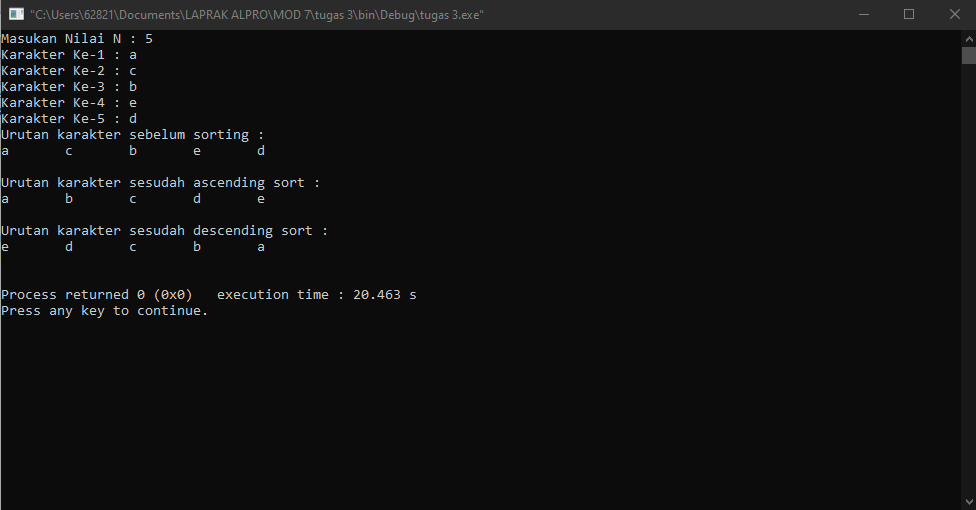 "C:\Users\62821\Documents\LAPRAK ALPRO\MOD 7\tugas 3\bin\Debug\tugas 3.exe"
Masukan Nilai N : 5
Karakter Ke-1 : a
Karakter Ke-2 : c
Karakter Ke-3 : b
Karakter Ke-4 : e
Karakter Ke-5 : d
Urutan karakter sebelum sorting :
a       c       b       e       d
Urutan karakter sesudah ascending sort :
a       b       c       d       e
Urutan karakter sesudah descending sort :
e       d       c       b       a
Process returned 0 (0x0)   execution time : 20.463 s
Press any key to continue.